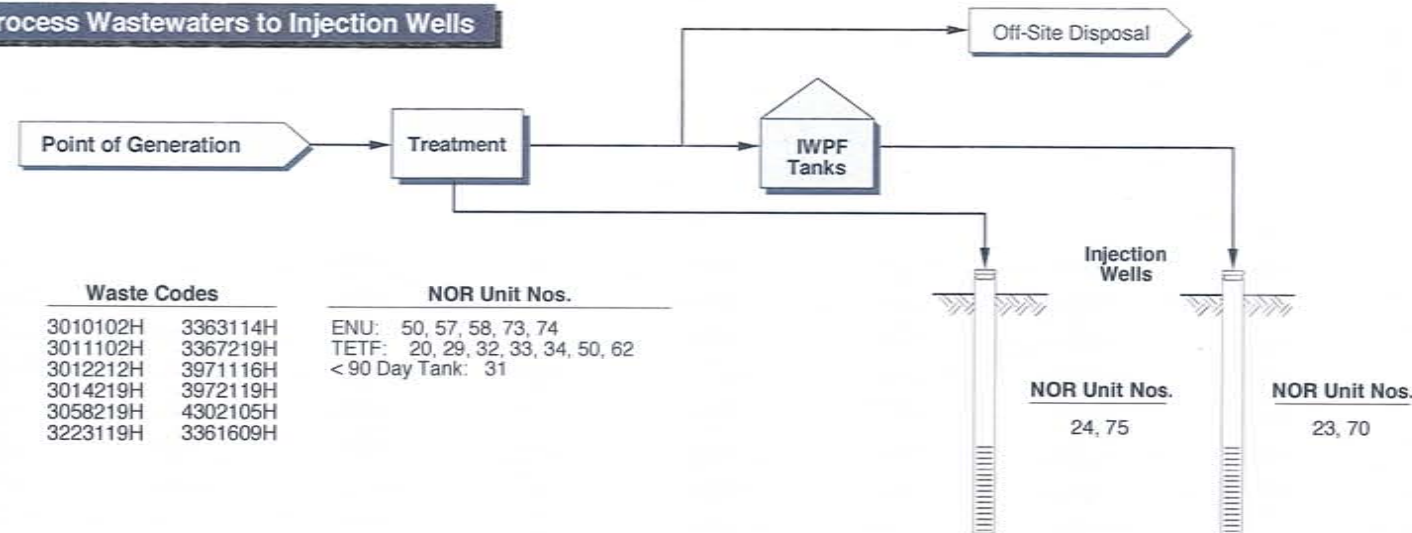 rocess Wastewaters to Injection Wells
Off-Site Disposal
Point of Generation
Treatment
IWPF
Tanks
Injection
Wells
Waste Codes
3010102H 3363114H
3011102H 3367219H
3012212H 3971116H
3014219H 3972119H
3058219H 4302105H
3223119H 3361609H
NOR Unit Nos.
ENU: 50, 57, 58, 73, 74
TETF: 20, 29, 32, 33, 34, 50, 62
< 90 Day Tank: 31
NOR Unit Nos.
24, 75
NOR Unit Nos.
23, 70